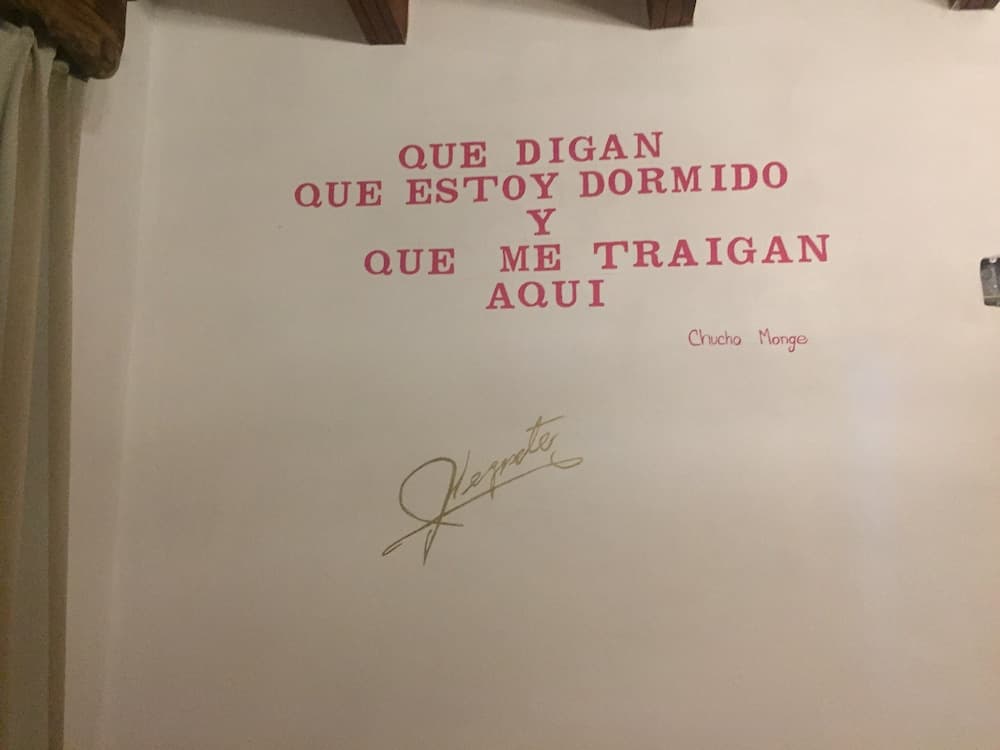 QUE DIGAN
QUE ESTOY DORMIDO
Y
QUE ME TRAIGAN
AQUI
Chucho Monge